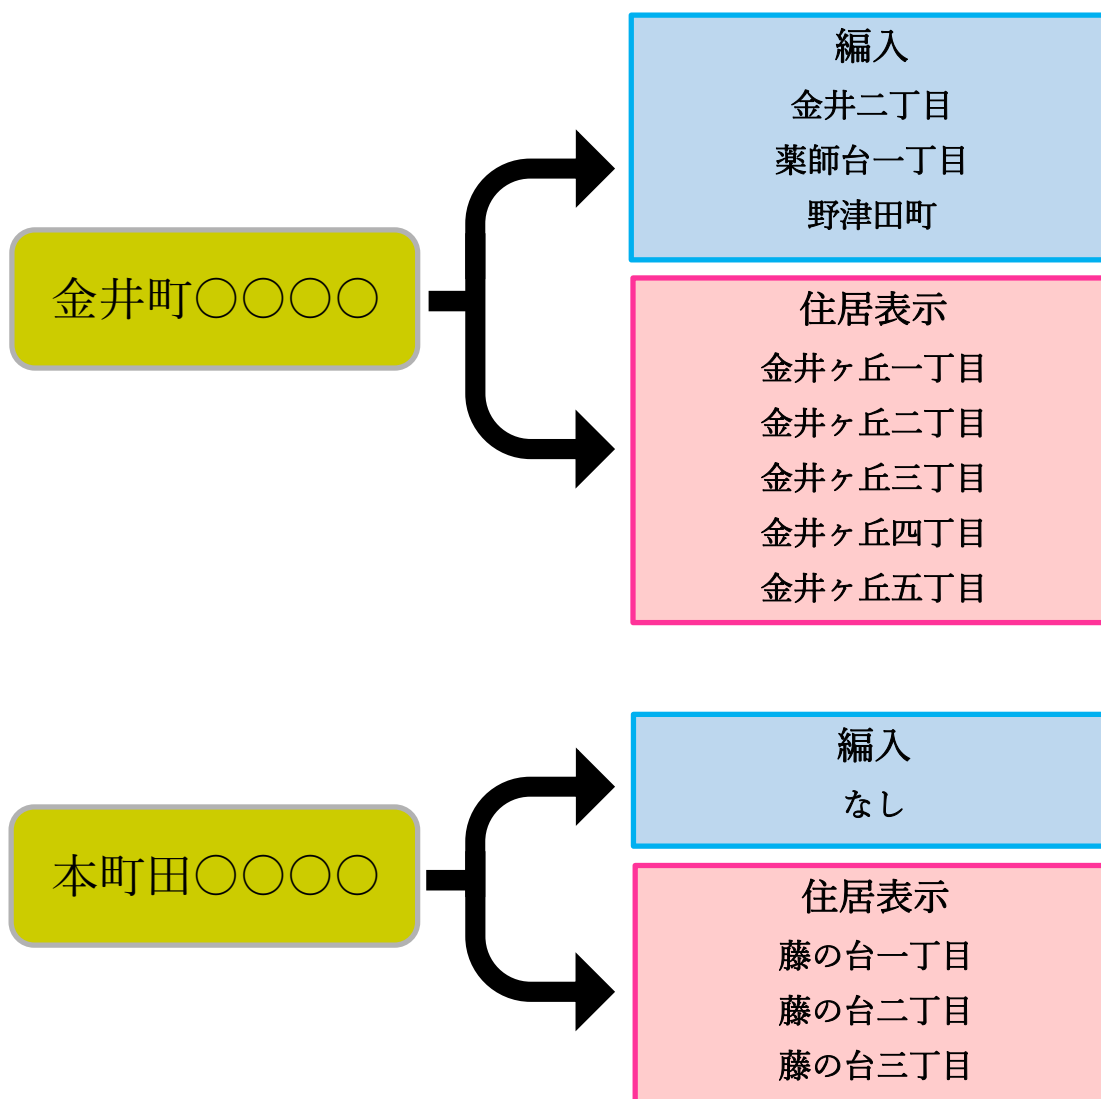 金井町○○○○
編入
金井二丁目
薬師台一丁目
野津田町
住居表示
金井ヶ丘一丁目
金井ヶ丘二丁目
金井ヶ丘三丁目
金井ヶ丘四丁目
金井ヶ丘五丁目
本町田○○○○
編入
なし
住居表示
藤の台一丁目
藤の台二丁目
藤の台三丁目